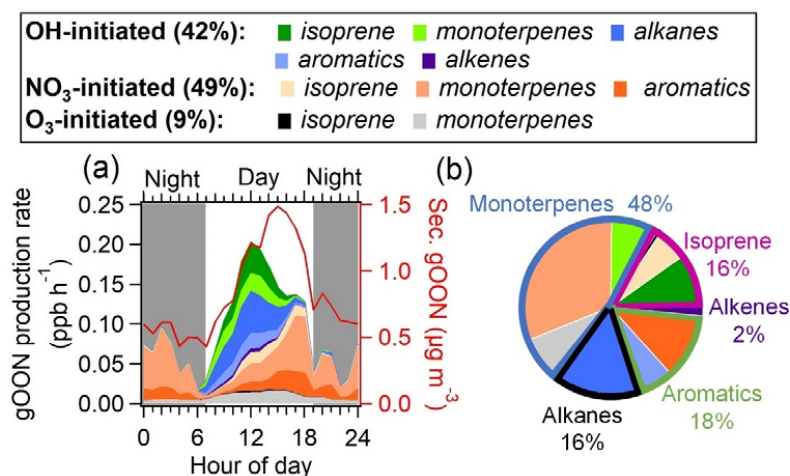 OH-initiated (42%): isoprene monoterpenes alkanes
aromatics alkenes
NO₃-initiated (49%): isoprene monoterpenes aromatics
O₃-initiated (9%): isoprene monoterpenes
(a)
Night Day Night
gOON production rate
(ppb h⁻¹)
0.25
0.20
0.15
0.10
0.05
0.00
1.5
1.0
0.5
0.0
Sec. gOON (µg m⁻³)
0 6 12 18 24
Hour of day
(b)
Monoterpenes 48%
Isoprene
16%
Alkenes
2%
Aromatics
18%
Alkanes
16%